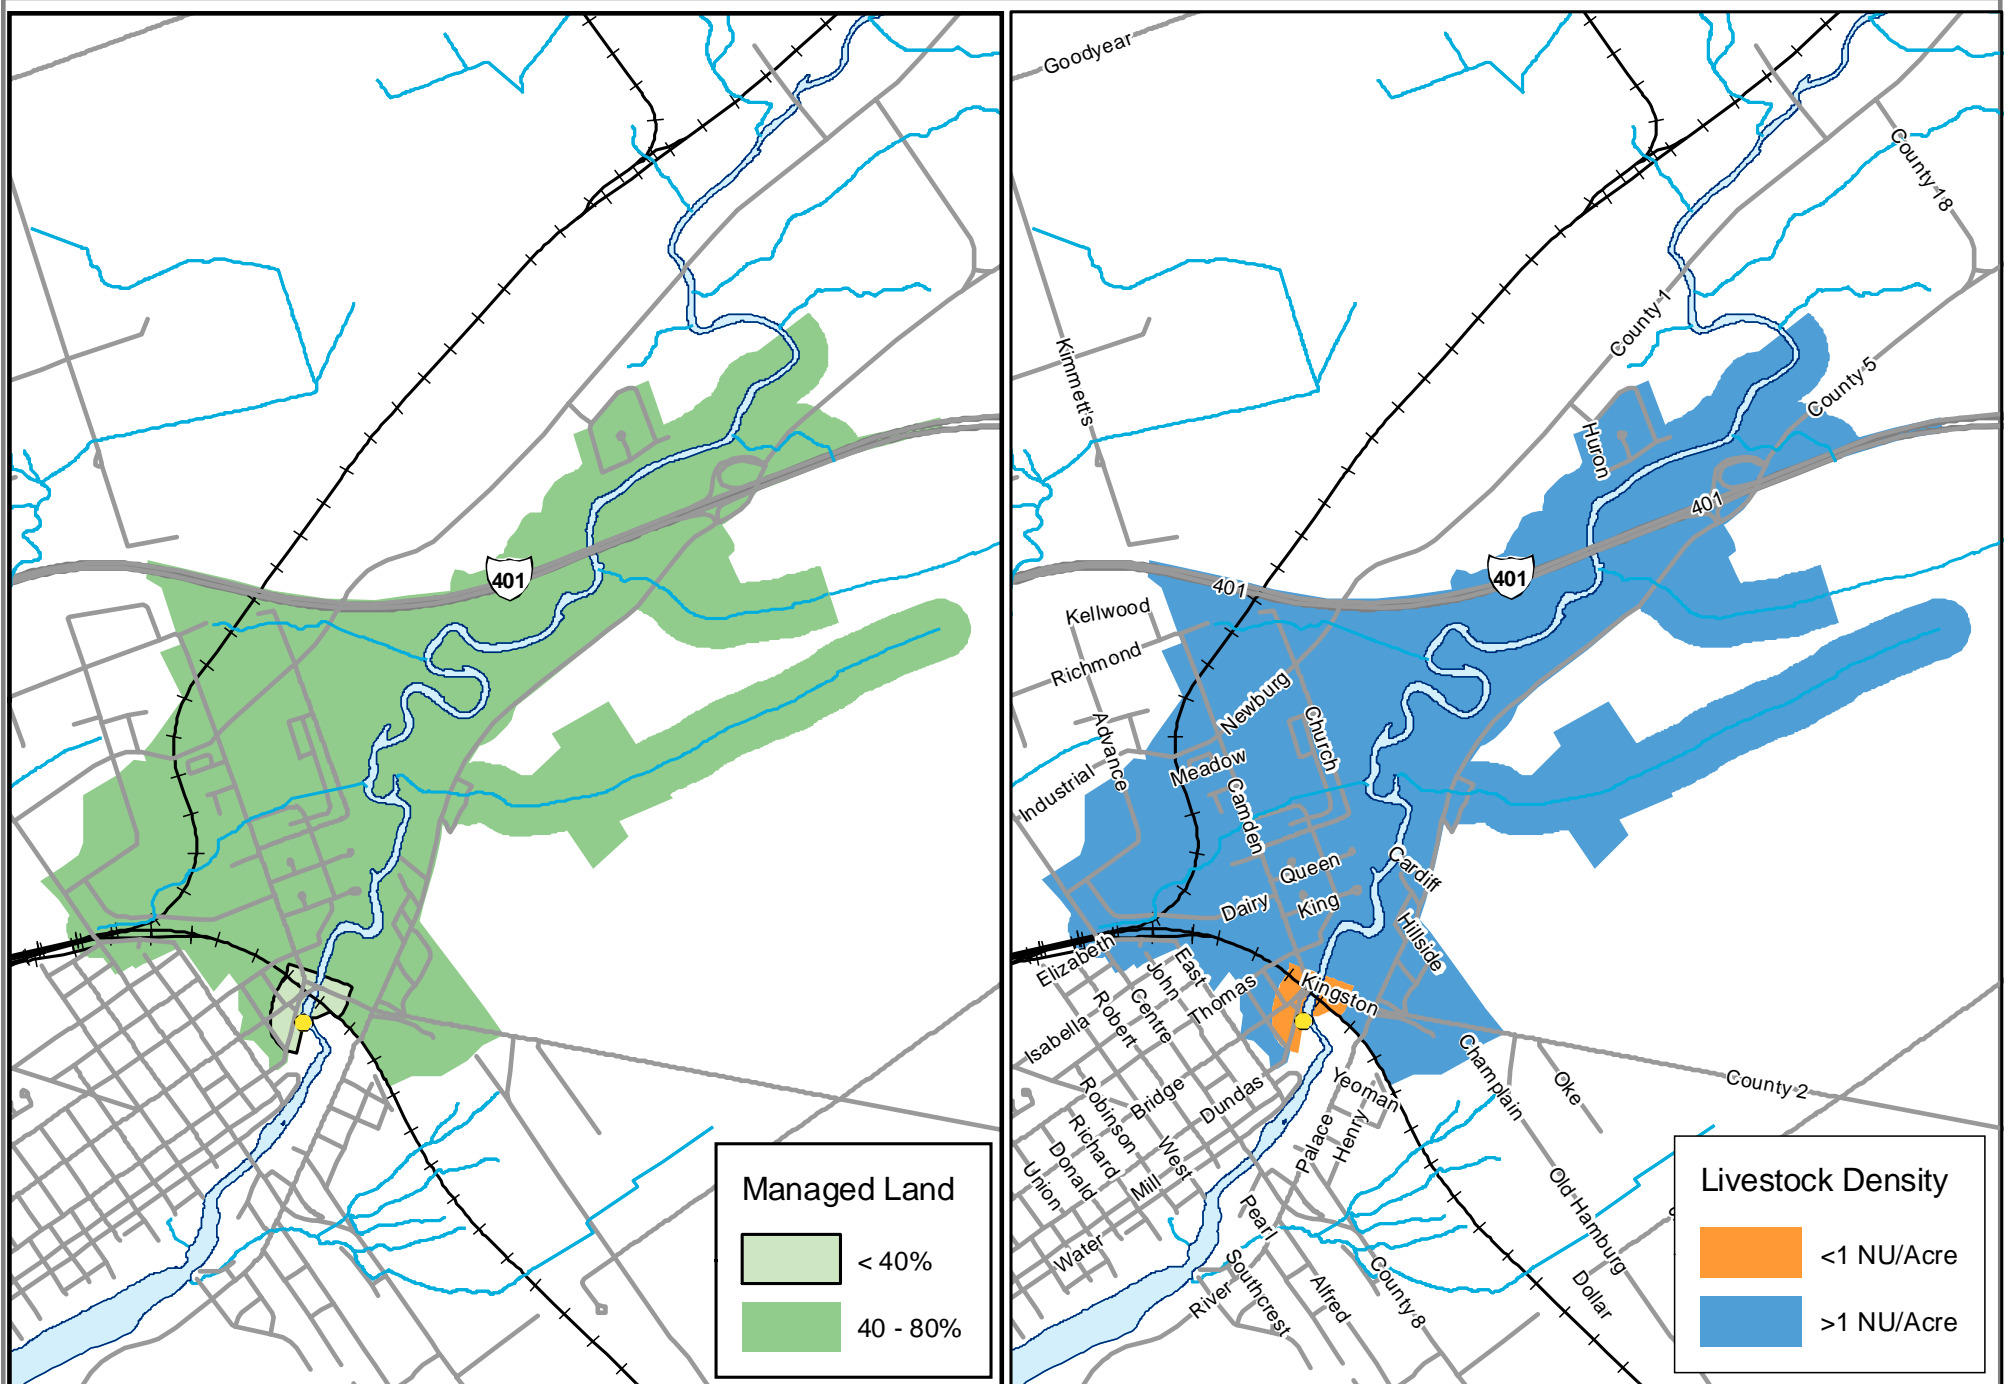 401
Managed Land
< 40%
40 - 80%
Goodyear
County 18
County 1
Kimmett's
County 5
Huron
401
401
401
Kellwood
Richmond
Newburg
Church
Advance
Meadow
Industrial
Camden
Queen
Cardiff
Dairy
King
Hillside
Elizabeth
East
John
Thomas
Kingston
Centre
Robert
Isabella
Champlain
Oke
County 2
Yeoman
Robinson
Bridge
Dundas
Palace
Henry
Richard
West
Donald
Union
Mill
Pearl
Old Hamburg
Water
Southcrest
River
Alfred
County 8
Dollar
Livestock Density
<1 NU/Acre
>1 NU/Acre